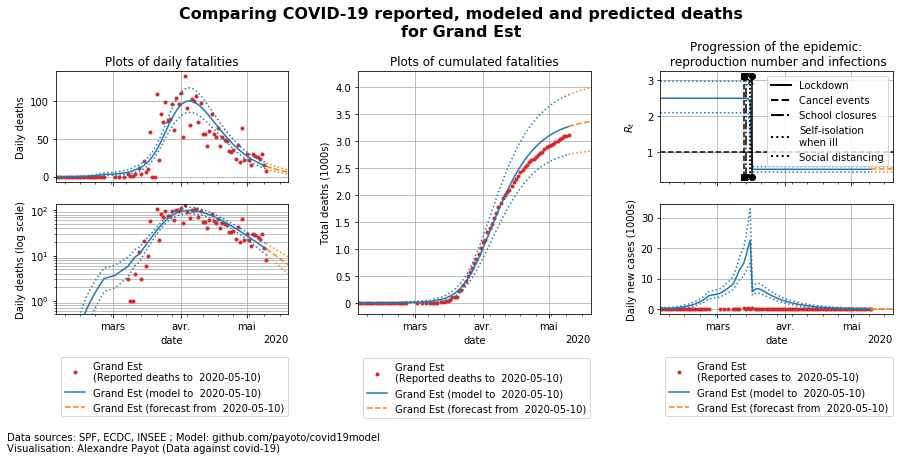 Comparing COVID-19 reported, modeled and predicted deaths
for Grand Est
Plots of daily fatalities
Daily deaths
100
50
0
Daily deaths (log scale)
10²
10¹
10⁰
mars
avr.
mai
date
2020
Grand Est
(Reported deaths to 2020-05-10)
Grand Est (model to 2020-05-10)
Grand Est (forecast from 2020-05-10)
Plots of cumulated fatalities
Total deaths (1000s)
4.0
3.5
3.0
2.5
2.0
1.5
1.0
0.5
0
mars
avr.
mai
date
2020
Grand Est
(Reported deaths to 2020-05-10)
Grand Est (model to 2020-05-10)
Grand Est (forecast from 2020-05-10)
Progression of the epidemic:
reproduction number and infections
Rₜ
3
2
1
Lockdown
Cancel events
School closures
Self-isolation
when ill
Social distancing
Daily new cases (1000s)
30
20
10
0
mars
avr.
mai
date
2020
Grand Est
(Reported cases to 2020-05-10)
Grand Est (model to 2020-05-10)
Grand Est (forecast from 2020-05-10)
Data sources: SPF, ECDC, INSEE ; Model: github.com/payoto/covid19model
Visualisation: Alexandre Payot (Data against covid-19)